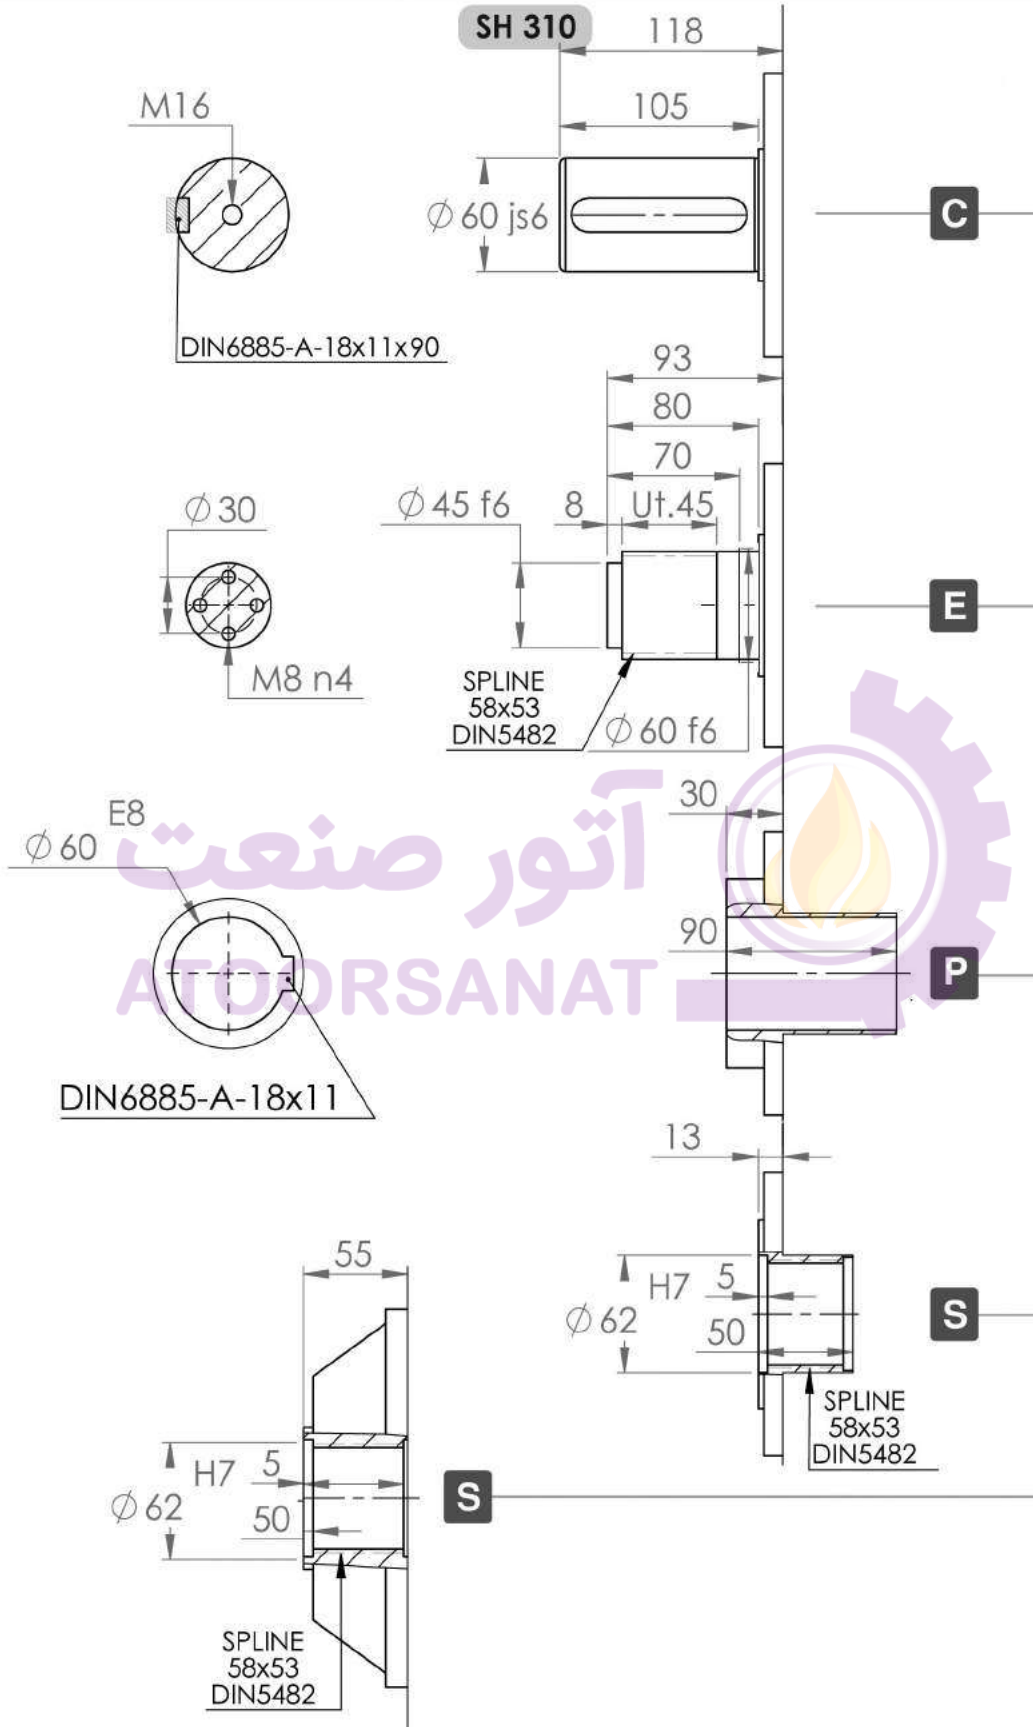 SH 310
118
M16
105
Ø 60 js6
C
DIN6885-A-18x11x90
93
80
70
Ø 30
Ø 45 f6
8
Ut.45
E
M8 n4
SPLINE
58x53
DIN5482
Ø 60 f6
30
E8
Ø 60
آتور صنعت
90
P
ATOORSANAT
DIN6885-A-18x11
13
55
H7
5
Ø 62
50
S
SPLINE
58x53
DIN5482
H7
5
Ø 62
50
S
SPLINE
58x53
DIN5482